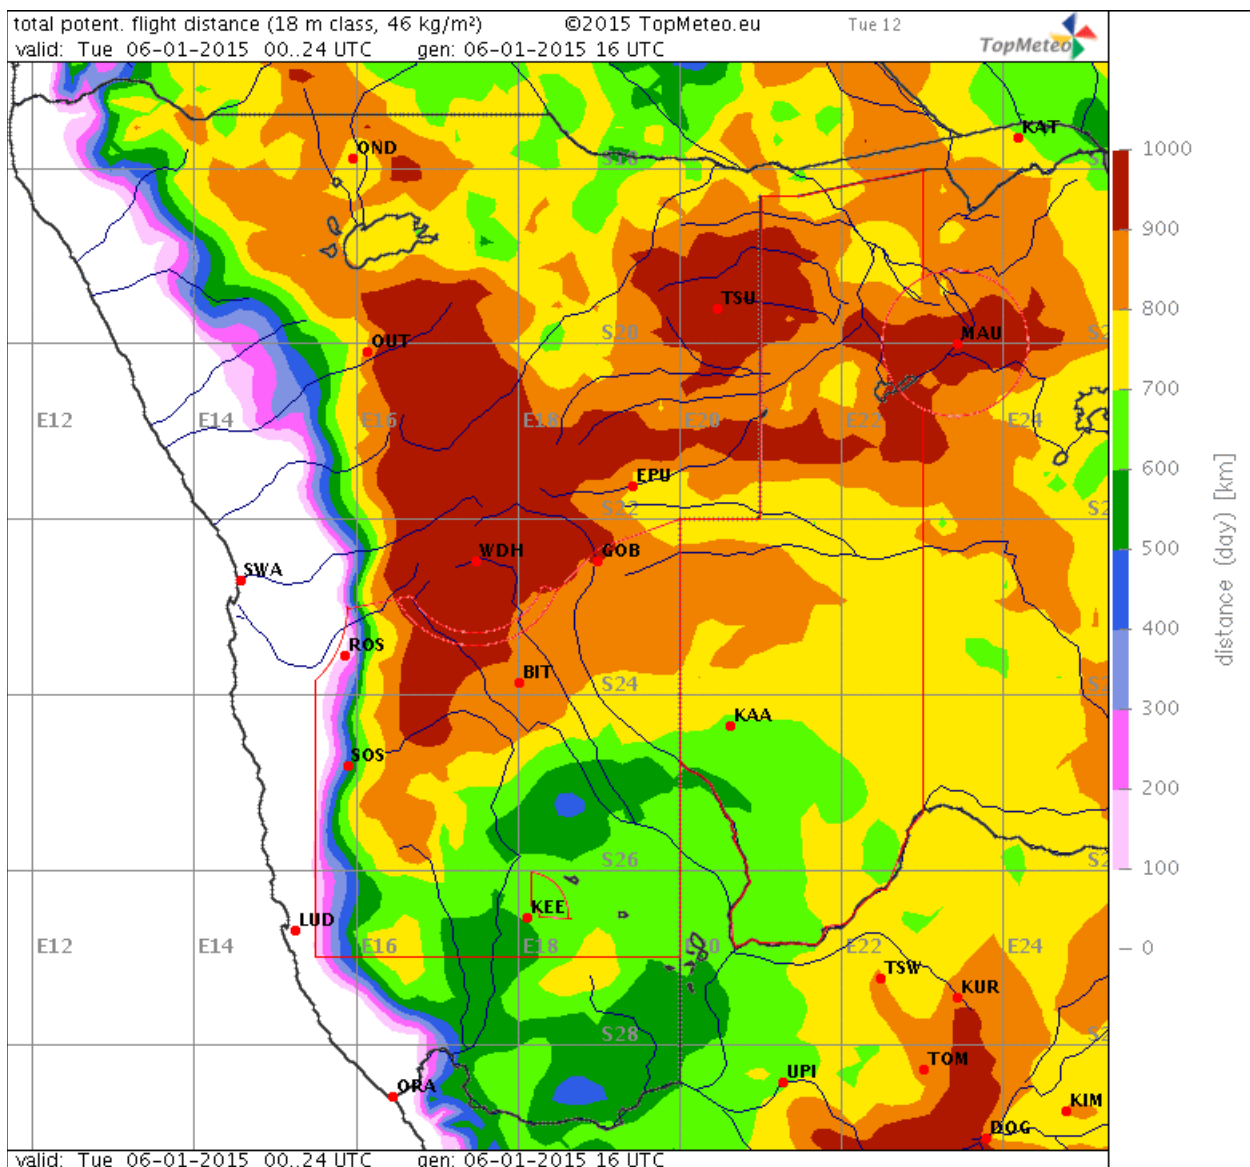 total potent. flight distance (18 m class, 46 kg/m²) ©2015 TopMeteo.eu Tue 12
valid: Tue 06-01-2015 00..24 UTC gen: 06-01-2015 16 UTC
TopMeteo
KAT
OND
S18
1000
900
TSU
800
OUT
S20
MAU
700
E12 E14 E16 E18 E20 E22 E24
600
EPU
S22
500
WDH
GOB
SWA
400
ROS
BIT
S24
300
KAA
SOS
200
S26
100
KEE
LUD
E12 E14 E16 E18 E20 E22 E24
0
TSW
KUR
S28
TOM
UPI
ORA
KIM
DOG
distance (day) [km]
valid: Tue 06-01-2015 00..24 UTC gen: 06-01-2015 16 UTC